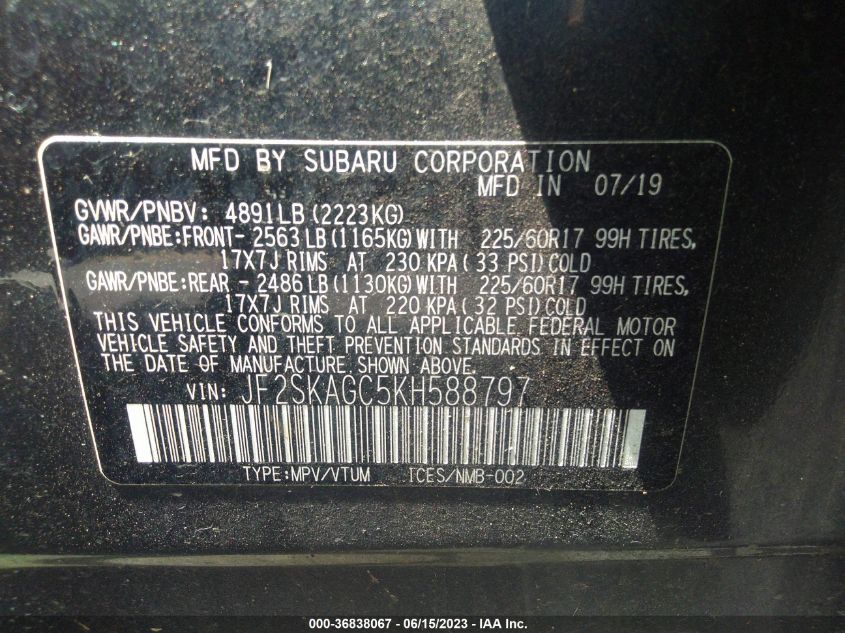 MFD BY SUBARU CORPORATION
MFD IN 07/19
GVWR/PNBV: 4891LB (2223KG)
GAWR/PNBE:FRONT- 2563 LB (1165KG) WITH 225/60R17 99H TIRES,
17X7J RIMS AT 230 KPA ( 33 PSI) COLD
GAWR/PNBE:REAR - 2486 LB (1130KG) WITH 225/60R17 99H TIRES,
17X7J RIMS AT 220 KPA ( 32 PSI) COLD
THIS VEHICLE CONFORMS TO ALL APPLICABLE FEDERAL MOTOR
VEHICLE SAFETY AND THEFT PREVENTION STANDARDS IN EFFECT ON
THE DATE OF MANUFACTURE SHOWN ABOVE.
VIN: JF2SKAGC5KH588797
TYPE:MPV/VTUM ICES/NMB-002
000-36838067 - 06/15/2023 - IAA Inc.